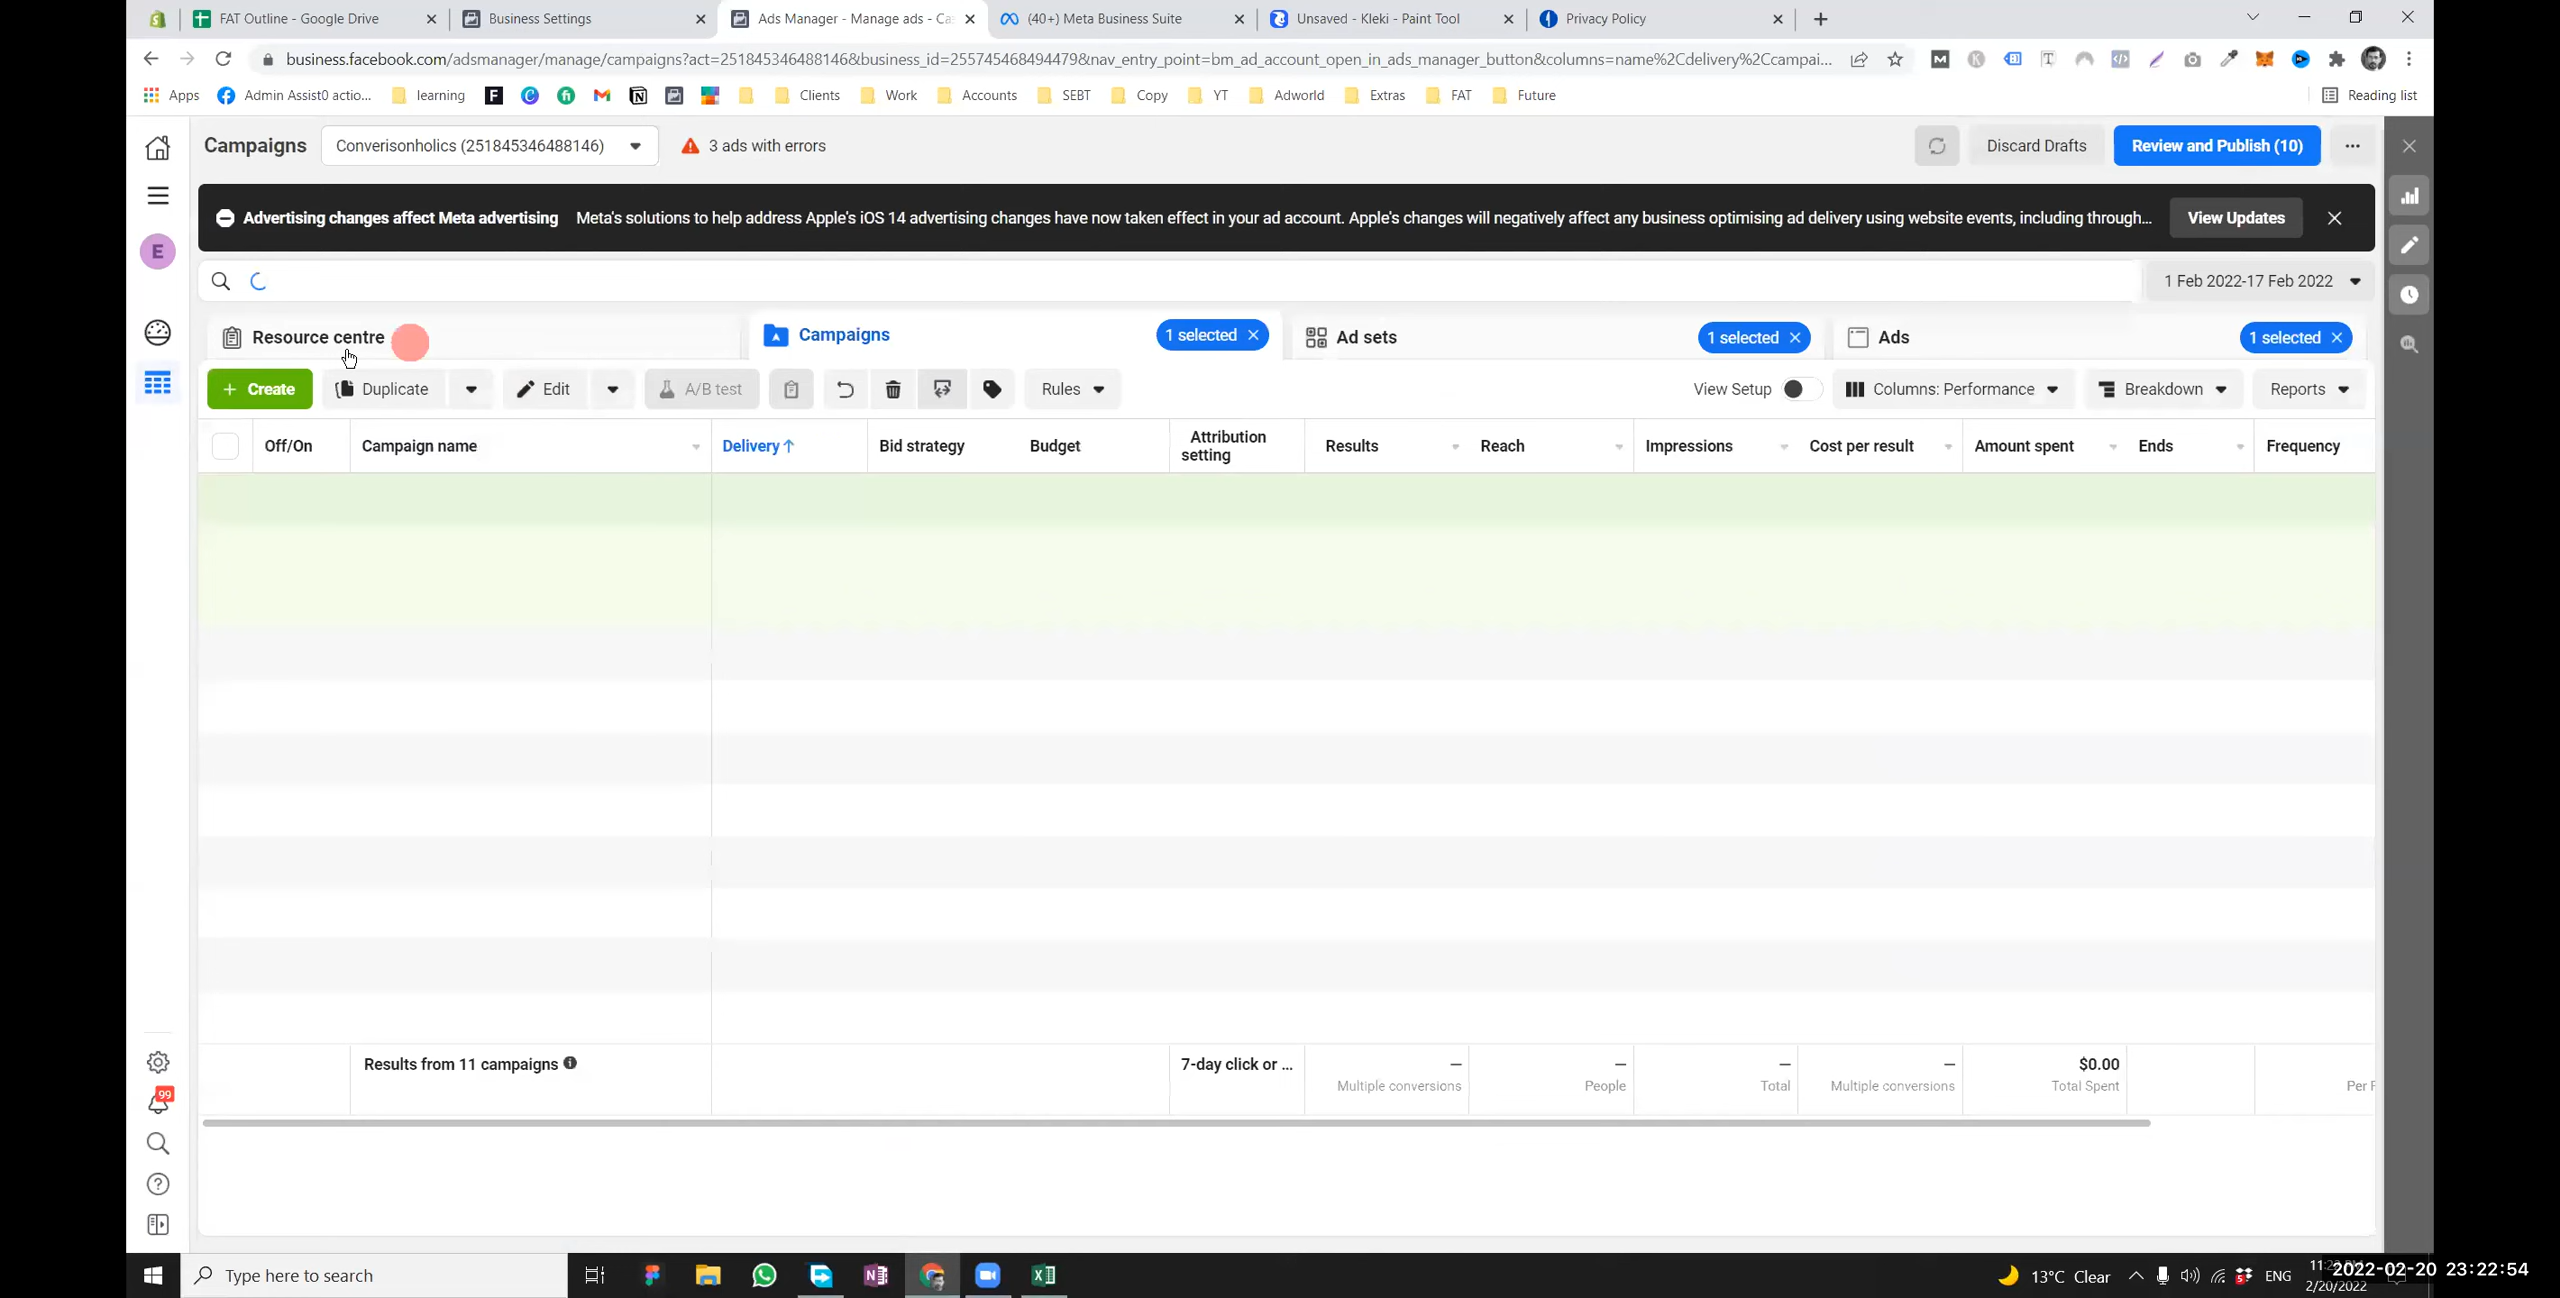 FAT Outline - Google Drive
Business Settings
Ads Manager - Manage ads - Ca
(40+) Meta Business Suite
Unsaved - Kleki - Paint Tool
Privacy Policy
business.facebook.com/adsmanager/manage/campaigns?act=251845346488146&business_id=255745468494479&nav_entry_point=bm_ad_account_open_in_ads_manager_button&columns=name%2Cdelivery%2Ccampai...
Apps
Admin Assist0 actio...
learning
Clients
Work
Accounts
SEBT
Copy
YT
Adworld
Extras
FAT
Future
Reading list
Campaigns
Converisonholics (251845346488146)
3 ads with errors
Discard Drafts
Review and Publish (10)
Advertising changes affect Meta advertising
Meta's solutions to help address Apple's iOS 14 advertising changes have now taken effect in your ad account. Apple's changes will negatively affect any business optimising ad delivery using website events, including through...
View Updates
E
1 Feb 2022-17 Feb 2022
Resource centre
Campaigns
1 selected
Ad sets
1 selected
Ads
1 selected
+ Create
Duplicate
Edit
A/B test
Rules
View Setup
Columns: Performance
Breakdown
Reports
Off/On
Campaign name
Delivery↑
Bid strategy
Budget
Attribution
setting
Results
Reach
Impressions
Cost per result
Amount spent
Ends
Frequency
Results from 11 campaigns
7-day click or ...
—
—
—
—
$0.00
Multiple conversions
People
Total
Multiple conversions
Total Spent
Per
99
Type here to search
13°C Clear
ENG
2/20/2022
2022-02-20 23:22:54